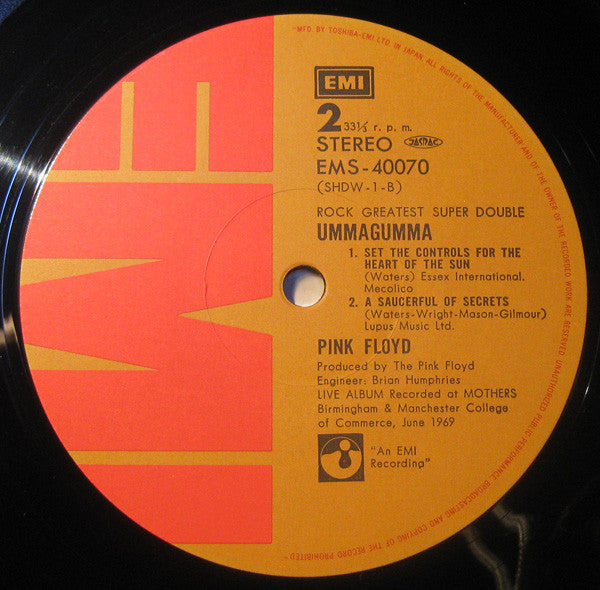 "MFD BY TOSHIBA-EMI LTD. IN JAPAN. ALL RIGHTS OF THE MANUFACTURER AND OF THE OWNER OF THE RECORDED WORK ARE RESERVED. UNAUTHORIZED PUBLIC PERFORMANCE, BROADCASTING AND COPYING OF THE RECORD PROHIBITED"
EMI
EMI
2 33⅓ r. p. m.
STEREO JASRAC
EMS-40070
(SHDW-1-B)
ROCK GREATEST SUPER DOUBLE
UMMAGUMMA
1. SET THE CONTROLS FOR THE
HEART OF THE SUN
(Waters) Essex International.
Mecolico
2. A SAUCERFUL OF SECRETS
(Waters-Wright-Mason-Gilmour)
Lupus Music Ltd.
PINK FLOYD
Produced by The Pink Floyd
Engineer: Brian Humphries
LIVE ALBUM Recorded at MOTHERS
Birmingham & Manchester College
of Commerce, June 1969
"An EMI
Recording"